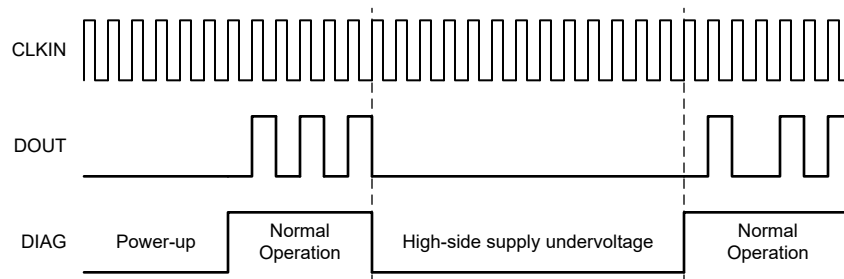 CLKIN
DOUT
DIAG
Power-up
Normal
Operation
High-side supply undervoltage
Normal
Operation